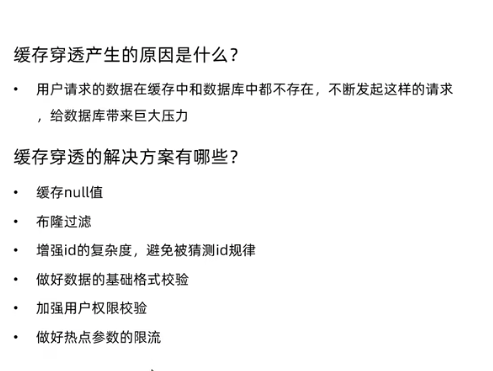 缓存穿透产生的原因是什么？
• 用户请求的数据在缓存中和数据库中都不存在，不断发起这样的请求
，给数据库带来巨大压力
缓存穿透的解决方案有哪些？
• 缓存null值
• 布隆过滤
• 增强id的复杂度，避免被猜测id规律
• 做好数据的基础格式校验
• 加强用户权限校验
• 做好热点参数的限流